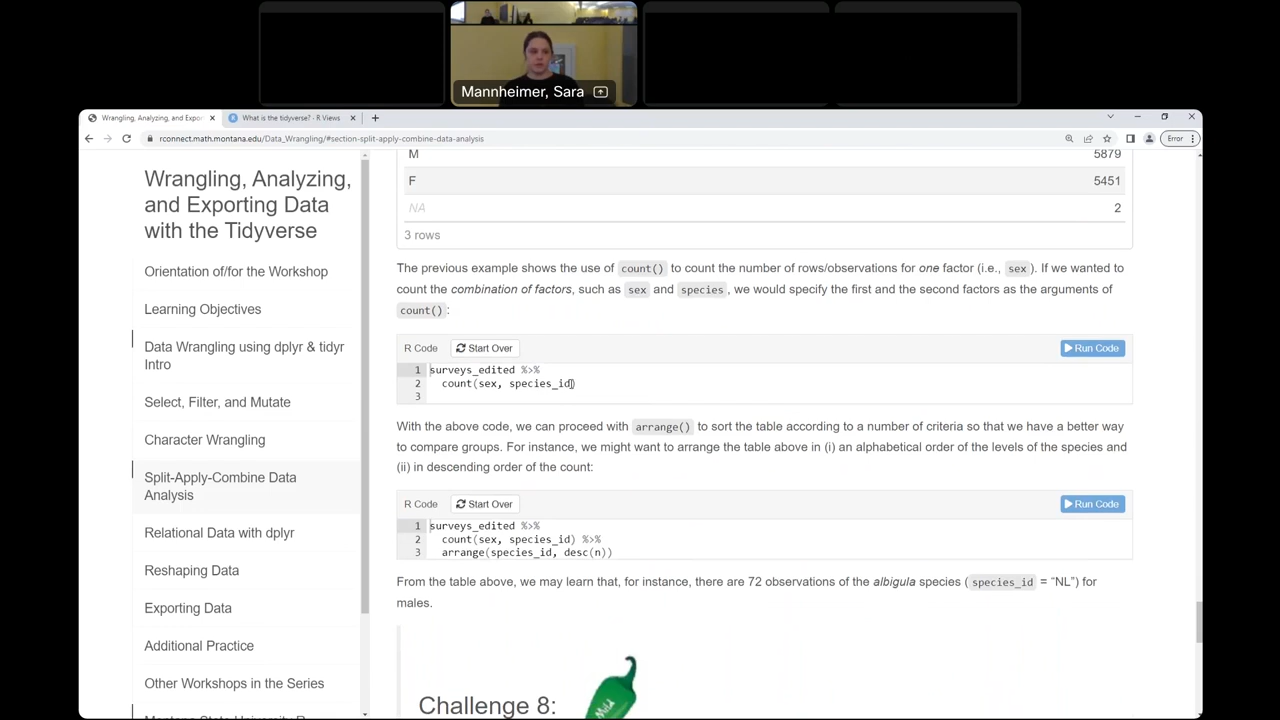 Mannheimer, Sara
Wrangling, Analyzing, and Expor
What is the tidyverse? - R Views
rconnect.math.montana.edu/Data_Wrangling/#section-split-apply-combine-data-analysis
Error
Wrangling, Analyzing,
and Exporting Data
with the Tidyverse
Orientation of/for the Workshop
Learning Objectives
Data Wrangling using dplyr & tidyr
Intro
Select, Filter, and Mutate
Character Wrangling
Split-Apply-Combine Data
Analysis
Relational Data with dplyr
Reshaping Data
Exporting Data
Additional Practice
Other Workshops in the Series
Montana State University R
M 5879
F 5451
NA 2
3 rows
The previous example shows the use of count() to count the number of rows/observations for one factor (i.e., sex ). If we wanted to
count the combination of factors, such as sex and species , we would specify the first and the second factors as the arguments of
count() :
R Code Start Over Run Code
1 surveys_edited %>%
2 count(sex, species_id)
3
With the above code, we can proceed with arrange() to sort the table according to a number of criteria so that we have a better way
to compare groups. For instance, we might want to arrange the table above in (i) an alphabetical order of the levels of the species and
(ii) in descending order of the count:
R Code Start Over Run Code
1 surveys_edited %>%
2 count(sex, species_id) %>%
3 arrange(species_id, desc(n))
From the table above, we may learn that, for instance, there are 72 observations of the albigula species ( species_id = “NL”) for
males.
Challenge 8:
Mild